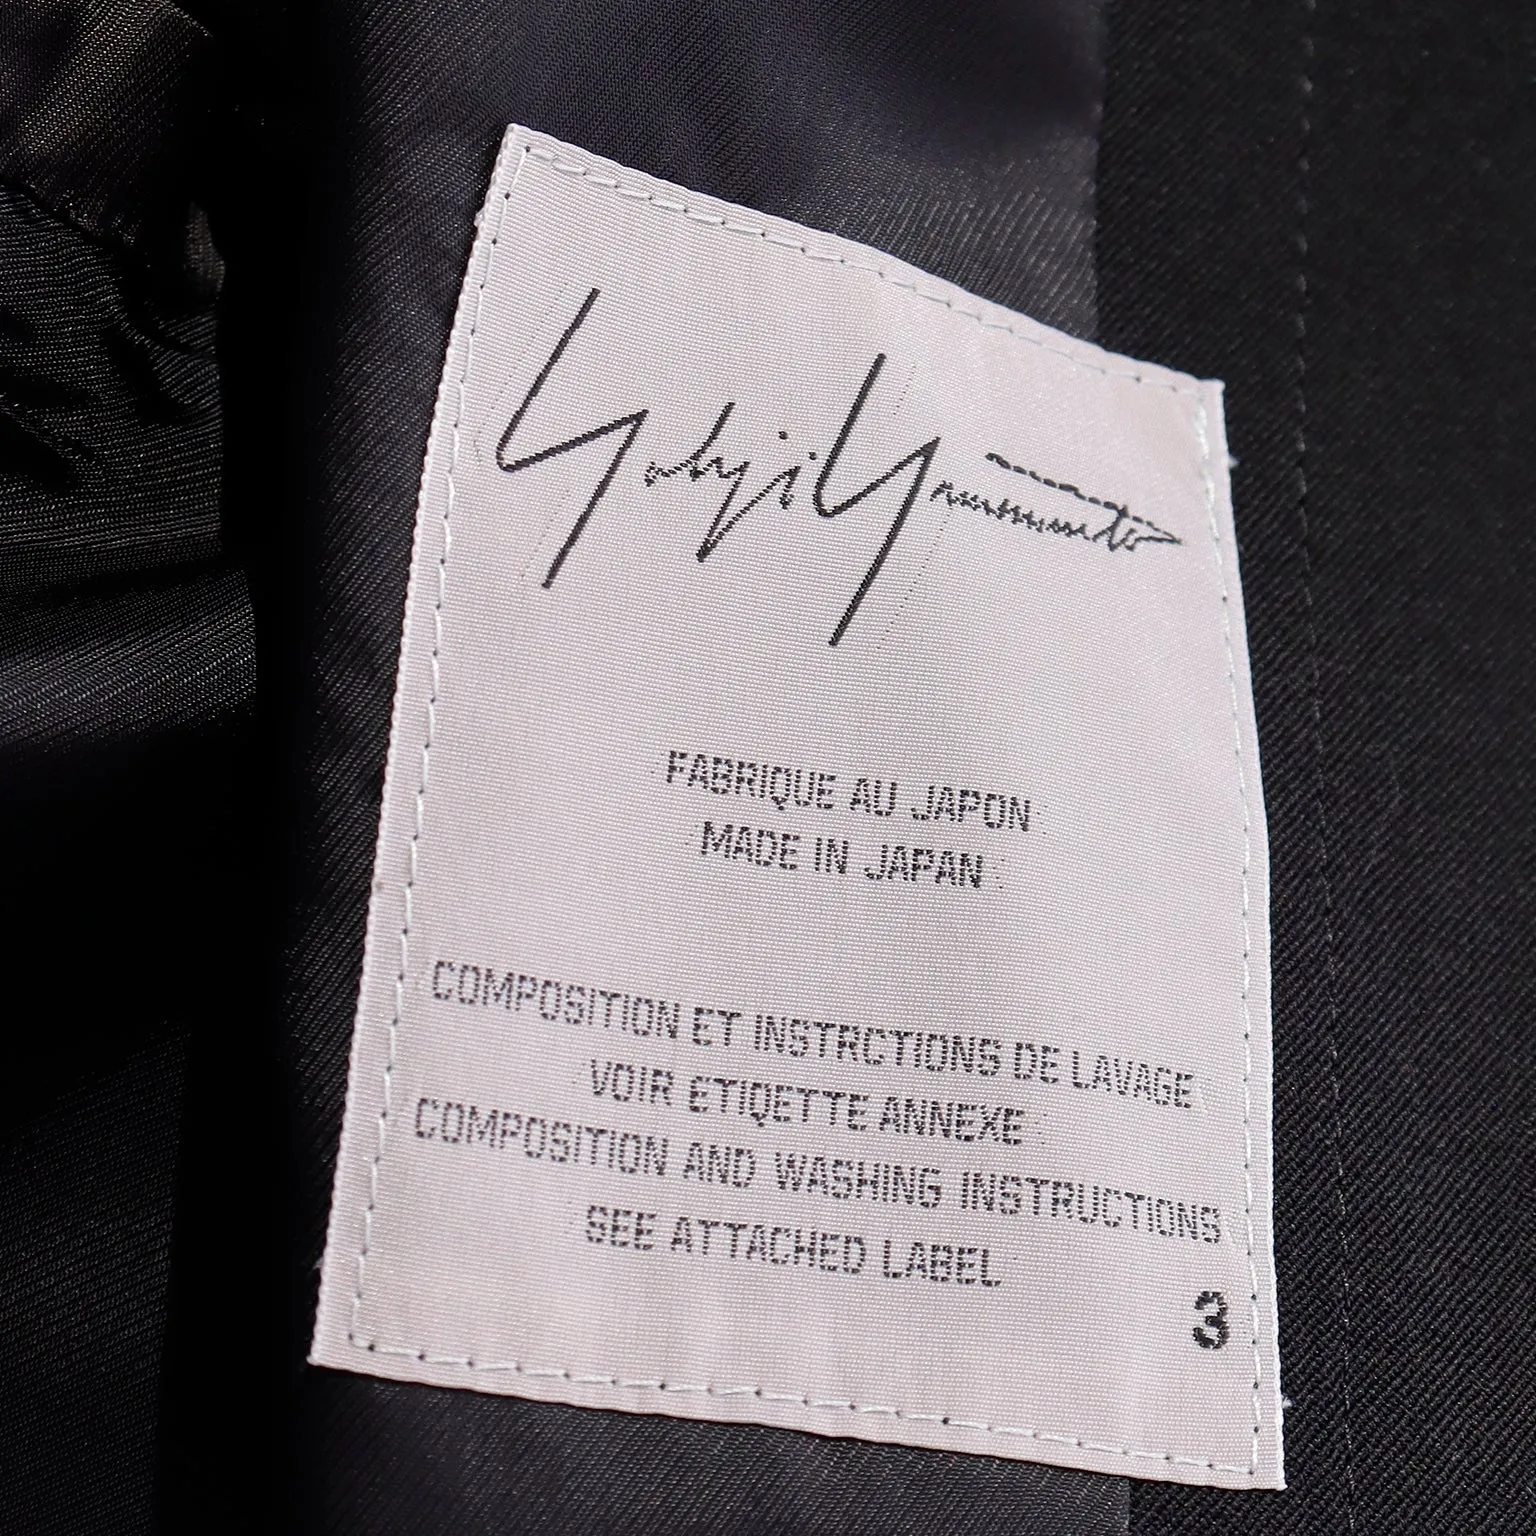 Yohji Yamamoto
FABRIQUE AU JAPON
MADE IN JAPAN
COMPOSITION ET INSTRCTIONS DE LAVAGE
VOIR ETIQETTE ANNEXE
COMPOSITION AND WASHING INSTRUCTIONS
SEE ATTACHED LABEL
3